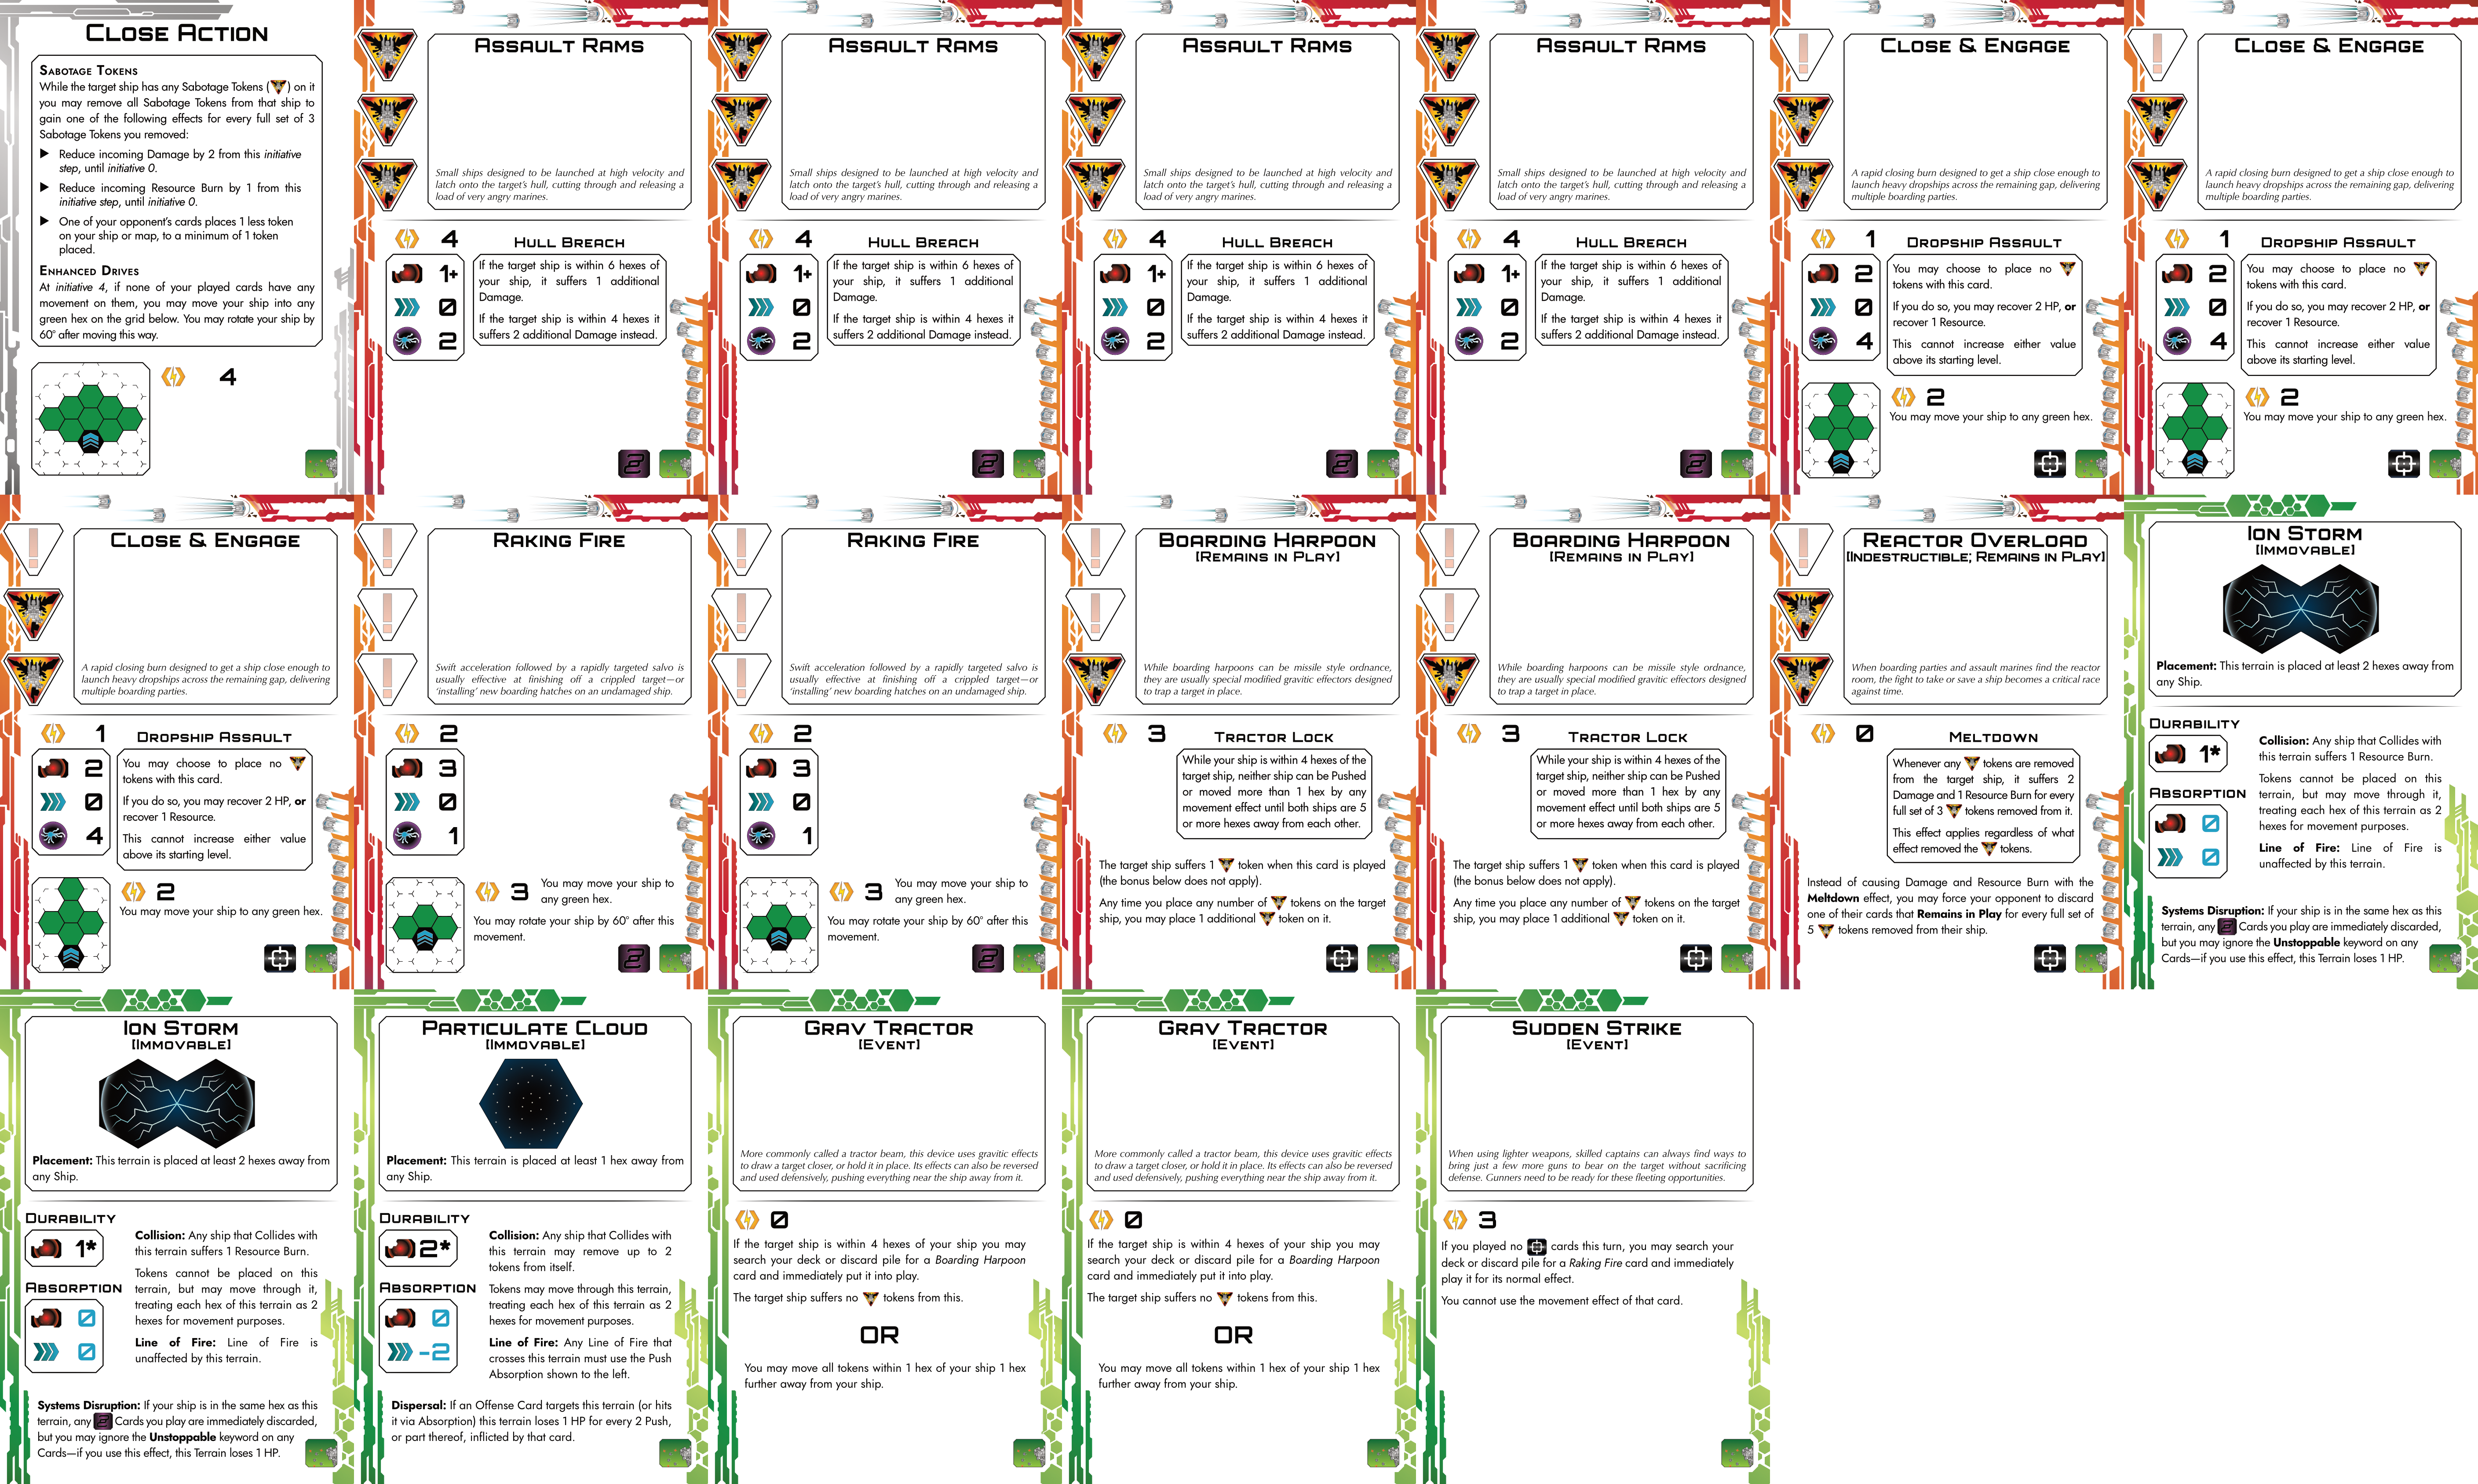 CLOSE ACTION
SABOTAGE TOKENS
While the target ship has any Sabotage Tokens ( ) on it
you may remove all Sabotage Tokens from that ship to
gain one of the following effects for every full set of 3
Sabotage Tokens you removed:
Reduce incoming Damage by 2 from this initiative
step, until initiative 0.
Reduce incoming Resource Burn by 1 from this
initiative step, until initiative 0.
One of your opponent's cards places 1 less token
on your ship or map, to a minimum of 1 token
placed.
ENHANCED DRIVES
At initiative 4, if none of your played cards have any
movement on them, you may move your ship into any
green hex on the grid below. You may rotate your ship by
60° after moving this way.
4
ASSAULT RAMS
Small ships designed to be launched at high velocity and
latch onto the target's hull, cutting through and releasing a
load of very angry marines.
4
HULL BREACH
1+
0
2
If the target ship is within 6 hexes of
your ship, it suffers 1 additional
Damage.
If the target ship is within 4 hexes it
suffers 2 additional Damage instead.
2
ASSAULT RAMS
Small ships designed to be launched at high velocity and
latch onto the target's hull, cutting through and releasing a
load of very angry marines.
4
HULL BREACH
1+
0
2
If the target ship is within 6 hexes of
your ship, it suffers 1 additional
Damage.
If the target ship is within 4 hexes it
suffers 2 additional Damage instead.
2
ASSAULT RAMS
Small ships designed to be launched at high velocity and
latch onto the target's hull, cutting through and releasing a
load of very angry marines.
4
HULL BREACH
1+
0
2
If the target ship is within 6 hexes of
your ship, it suffers 1 additional
Damage.
If the target ship is within 4 hexes it
suffers 2 additional Damage instead.
2
ASSAULT RAMS
Small ships designed to be launched at high velocity and
latch onto the target's hull, cutting through and releasing a
load of very angry marines.
4
HULL BREACH
1+
0
2
If the target ship is within 6 hexes of
your ship, it suffers 1 additional
Damage.
If the target ship is within 4 hexes it
suffers 2 additional Damage instead.
2
!
CLOSE & ENGAGE
A rapid closing burn designed to get a ship close enough to
launch heavy dropships across the remaining gap, delivering
multiple boarding parties.
1
DROPSHIP ASSAULT
2
0
4
You may choose to place no
tokens with this card.
If you do so, you may recover 2 HP, or
recover 1 Resource.
This cannot increase either value
above its starting level.
2
You may move your ship to any green hex.
!
CLOSE & ENGAGE
A rapid closing burn designed to get a ship close enough to
launch heavy dropships across the remaining gap, delivering
multiple boarding parties.
1
DROPSHIP ASSAULT
2
0
4
You may choose to place no
tokens with this card.
If you do so, you may recover 2 HP, or
recover 1 Resource.
This cannot increase either value
above its starting level.
2
You may move your ship to any green hex.
!
CLOSE & ENGAGE
A rapid closing burn designed to get a ship close enough to
launch heavy dropships across the remaining gap, delivering
multiple boarding parties.
1
DROPSHIP ASSAULT
2
0
4
You may choose to place no
tokens with this card.
If you do so, you may recover 2 HP, or
recover 1 Resource.
This cannot increase either value
above its starting level.
2
You may move your ship to any green hex.
!
!
!
RAKING FIRE
Swift acceleration followed by a rapidly targeted salvo is
usually effective at finishing off a crippled target—or
'installing' new boarding hatches on an undamaged ship.
2
3
0
1
3
You may move your ship to
any green hex.
You may rotate your ship by 60° after this
movement.
2
!
!
!
RAKING FIRE
Swift acceleration followed by a rapidly targeted salvo is
usually effective at finishing off a crippled target—or
'installing' new boarding hatches on an undamaged ship.
2
3
0
1
3
You may move your ship to
any green hex.
You may rotate your ship by 60° after this
movement.
2
!
!
BOARDING HARPOON
[REMAINS IN PLAY]
While boarding harpoons can be missile style ordnance,
they are usually special modified gravitic effectors designed
to trap a target in place.
3
TRACTOR LOCK
While your ship is within 4 hexes of the
target ship, neither ship can be Pushed
or moved more than 1 hex by any
movement effect until both ships are 5
or more hexes away from each other.
The target ship suffers 1 token when this card is played
(the bonus below does not apply).
Any time you place any number of tokens on the target
ship, you may place 1 additional token on it.
!
!
BOARDING HARPOON
[REMAINS IN PLAY]
While boarding harpoons can be missile style ordnance,
they are usually special modified gravitic effectors designed
to trap a target in place.
3
TRACTOR LOCK
While your ship is within 4 hexes of the
target ship, neither ship can be Pushed
or moved more than 1 hex by any
movement effect until both ships are 5
or more hexes away from each other.
The target ship suffers 1 token when this card is played
(the bonus below does not apply).
Any time you place any number of tokens on the target
ship, you may place 1 additional token on it.
!
REACTOR OVERLOAD
[INDESTRUCTIBLE; REMAINS IN PLAY]
When boarding parties and assault marines find the reactor
room, the fight to take or save a ship becomes a critical race
against time.
0
MELTDOWN
Whenever any tokens are removed
from the target ship, it suffers 2
Damage and 1 Resource Burn for every
full set of 3 tokens removed from it.
This effect applies regardless of what
effect removed the tokens.
Instead of causing Damage and Resource Burn with the
Meltdown effect, you may force your opponent to discard
one of their cards that Remains in Play for every full set of
5 tokens removed from their ship.
ION STORM
[IMMOVABLE]
Placement: This terrain is placed at least 2 hexes away from
any Ship.
DURABILITY
1*
ABSORPTION
0
0
Collision: Any ship that Collides with
this terrain suffers 1 Resource Burn.
Tokens cannot be placed on this
terrain, but may move through it,
treating each hex of this terrain as 2
hexes for movement purposes.
Line of Fire: Line of Fire is
unaffected by this terrain.
Systems Disruption: If your ship is in the same hex as this
terrain, any 2 Cards you play are immediately discarded,
but you may ignore the Unstoppable keyword on any
Cards—if you use this effect, this Terrain loses 1 HP.
ION STORM
[IMMOVABLE]
Placement: This terrain is placed at least 2 hexes away from
any Ship.
DURABILITY
1*
ABSORPTION
0
0
Collision: Any ship that Collides with
this terrain suffers 1 Resource Burn.
Tokens cannot be placed on this
terrain, but may move through it,
treating each hex of this terrain as 2
hexes for movement purposes.
Line of Fire: Line of Fire is
unaffected by this terrain.
Systems Disruption: If your ship is in the same hex as this
terrain, any 2 Cards you play are immediately discarded,
but you may ignore the Unstoppable keyword on any
Cards—if you use this effect, this Terrain loses 1 HP.
PARTICULATE CLOUD
[IMMOVABLE]
Placement: This terrain is placed at least 1 hex away from
any Ship.
DURABILITY
2*
ABSORPTION
0
-2
Collision: Any ship that Collides with
this terrain may remove up to 2
tokens from itself.
Tokens may move through this terrain,
treating each hex of this terrain as 2
hexes for movement purposes.
Line of Fire: Any Line of Fire that
crosses this terrain must use the Push
Absorption shown to the left.
Dispersal: If an Offense Card targets this terrain (or hits
it via Absorption) this terrain loses 1 HP for every 2 Push,
or part thereof, inflicted by that card.
GRAV TRACTOR
[EVENT]
More commonly called a tractor beam, this device uses gravitic effects
to draw a target closer, or hold it in place. Its effects can also be reversed
and used defensively, pushing everything near the ship away from it.
0
If the target ship is within 4 hexes of your ship you may
search your deck or discard pile for a Boarding Harpoon
card and immediately put it into play.
The target ship suffers no tokens from this.
OR
You may move all tokens within 1 hex of your ship 1 hex
further away from your ship.
GRAV TRACTOR
[EVENT]
More commonly called a tractor beam, this device uses gravitic effects
to draw a target closer, or hold it in place. Its effects can also be reversed
and used defensively, pushing everything near the ship away from it.
0
If the target ship is within 4 hexes of your ship you may
search your deck or discard pile for a Boarding Harpoon
card and immediately put it into play.
The target ship suffers no tokens from this.
OR
You may move all tokens within 1 hex of your ship 1 hex
further away from your ship.
SUDDEN STRIKE
[EVENT]
When using lighter weapons, skilled captains can always find ways to
bring just a few more guns to bear on the target without sacrificing
defense. Gunners need to be ready for these fleeting opportunities.
3
If you played no cards this turn, you may search your
deck or discard pile for a Raking Fire card and immediately
play it for its normal effect.
You cannot use the movement effect of that card.